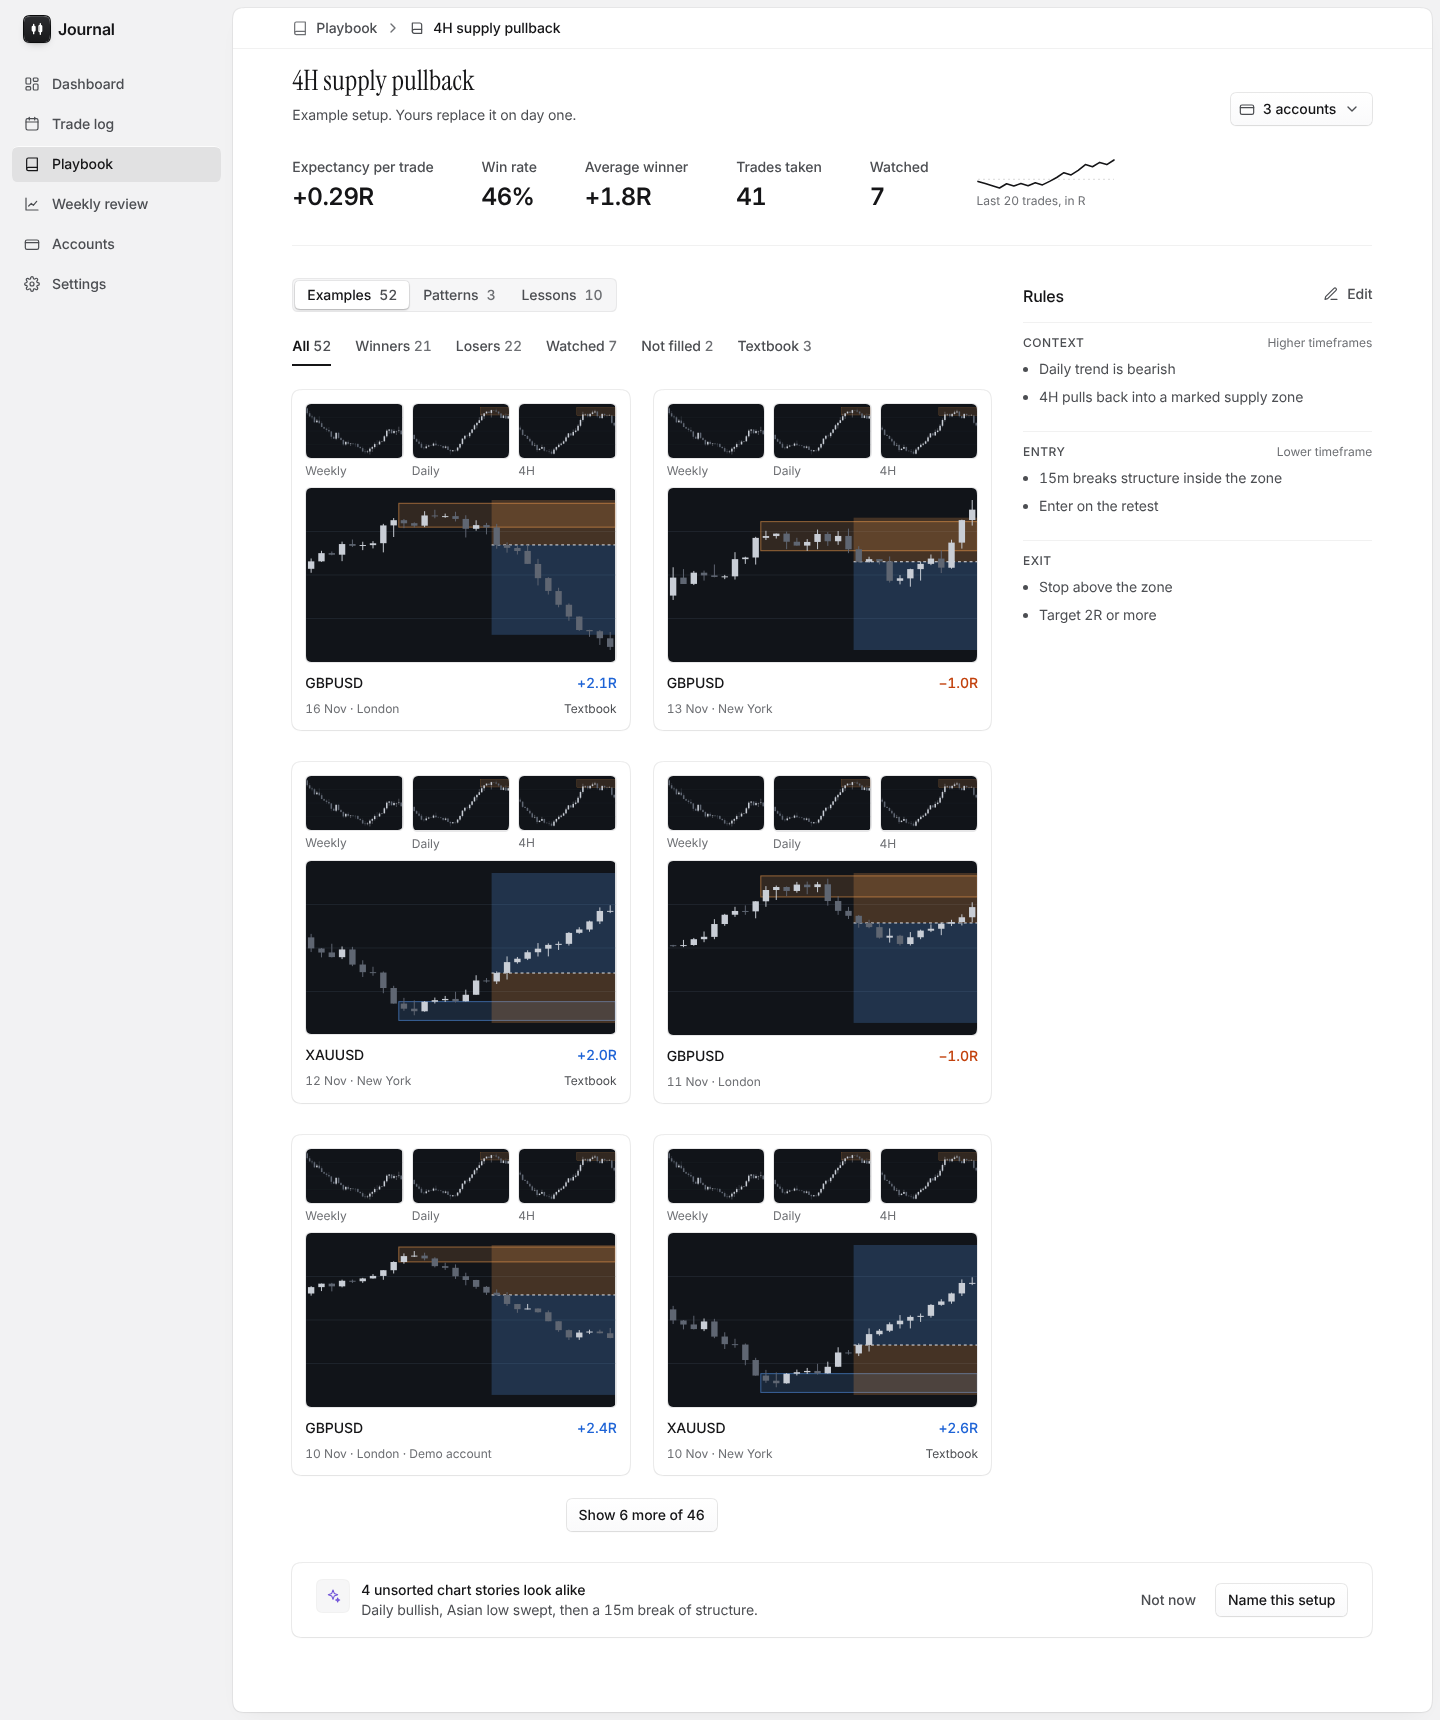 Journal
Dashboard
Trade log
Playbook
Weekly review
Accounts
Settings
Playbook
4H supply pullback
4H supply pullback
Example setup. Yours replace it on day one.
3 accounts
Expectancy per trade
+0.29R
Win rate
46%
Average winner
+1.8R
Trades taken
41
Watched
7
Last 20 trades, in R
Examples 52
Patterns 3
Lessons 10
All 52
Winners 21
Losers 22
Watched 7
Not filled 2
Textbook 3
Weekly
Daily
4H
GBPUSD
+2.1R
16 Nov · London
Textbook
Weekly
Daily
4H
GBPUSD
−1.0R
13 Nov · New York
Weekly
Daily
4H
XAUUSD
+2.0R
12 Nov · New York
Textbook
Weekly
Daily
4H
GBPUSD
−1.0R
11 Nov · London
Weekly
Daily
4H
GBPUSD
+2.4R
10 Nov · London · Demo account
Weekly
Daily
4H
XAUUSD
+2.6R
10 Nov · New York
Textbook
Show 6 more of 46
Rules
Edit
CONTEXT
Higher timeframes
Daily trend is bearish
4H pulls back into a marked supply zone
ENTRY
Lower timeframe
15m breaks structure inside the zone
Enter on the retest
EXIT
Stop above the zone
Target 2R or more
4 unsorted chart stories look alike
Daily bullish, Asian low swept, then a 15m break of structure.
Not now
Name this setup